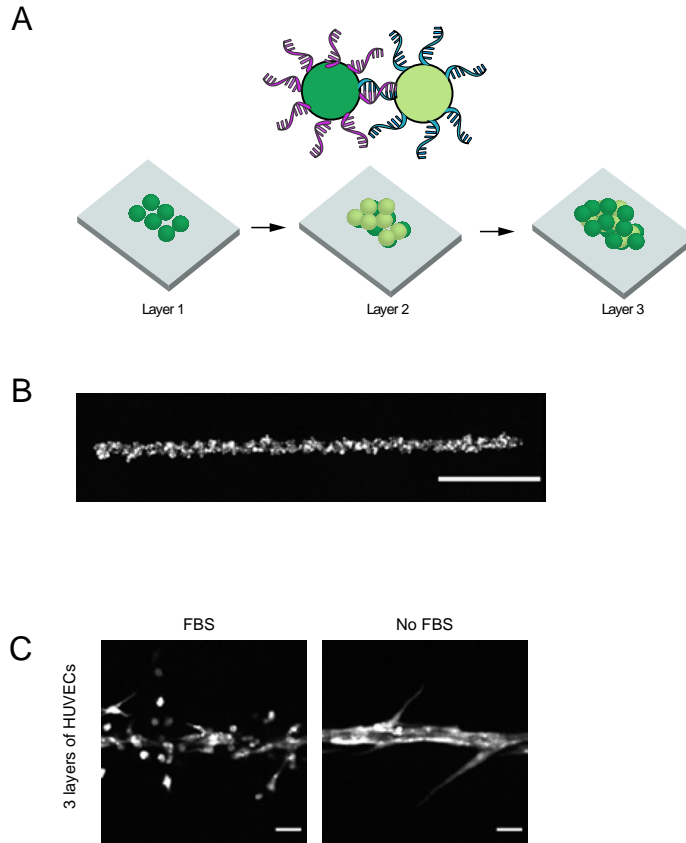 A
Layer 1
Layer 2
Layer 3
B
C
FBS
No FBS
3 layers of HUVECs